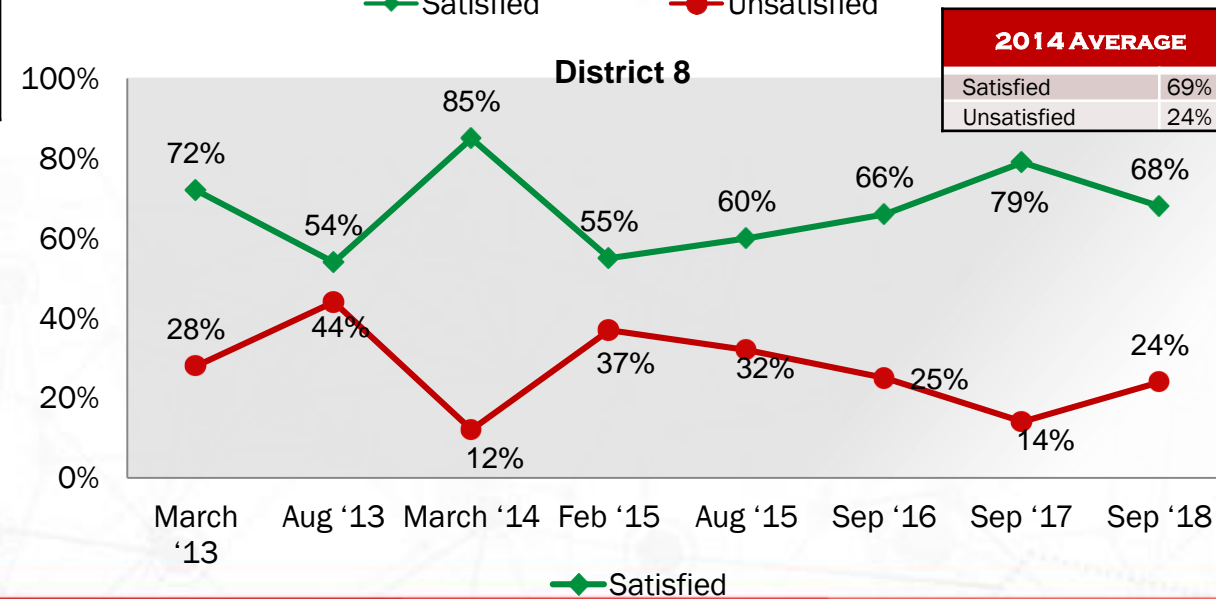 Satisfied Unsatisfied
2014 AVERAGE
Satisfied 69%
Unsatisfied 24%
District 8
100%
80%
60%
40%
20%
0%
72% 54% 85% 55% 60% 66% 79% 68%
28% 44% 12% 37% 32% 25% 14% 24%
March ‘13 Aug ‘13 March ‘14 Feb ‘15 Aug ‘15 Sep ‘16 Sep ‘17 Sep ‘18
Satisfied